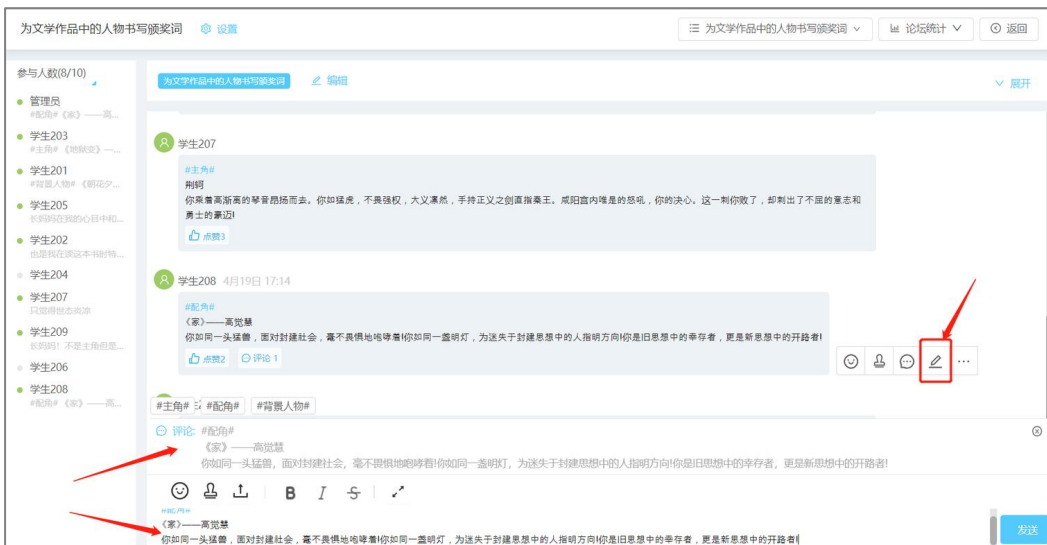 为文学作品中的人物书写颁奖词 设置 为文学作品中的人物书写颁奖词 论坛统计 返回
参与人数(8/10)
为文学作品中的人物书写颁奖词 编辑 展开
管理员
#配角#《家》——高...
学生203
#主角#《地狱变》—...
学生201
#背景人物#《朝花夕...
学生205
长妈妈在我的心目中和...
学生202
也是我在读这本书时特...
学生204
学生207
只觉得世态炎凉
学生209
长妈妈！不是主角但是...
学生206
学生208
#配角#《家》——高...
学生207
#主角#
荆轲
你乘着高渐离的琴音昂扬而去。你如猛虎，不畏强权，大义凛然，手持正义之剑直指秦王。咸阳宫内唯是的怒吼，你的决心。这一刺你败了，却刺出了不屈的意志和
勇士的豪迈!
点赞3
学生208 4月19日 17:14
#配角#
《家》——高觉慧
你如同一头猛兽，面对封建社会，毫不畏惧地咆哮着!你如同一盏明灯，为迷失于封建思想中的人指明方向!你是旧思想中的幸存者，更是新思想中的开路者!
点赞2 评论 1
#主角# #配角# #背景人物#
评论: #配角#
《家》——高觉慧
你如同一头猛兽，面对封建社会，毫不畏惧地咆哮着!你如同一盏明灯，为迷失于封建思想中的人指明方向!你是旧思想中的幸存者，更是新思想中的开路者!
B I S
#配角#
《家》——高觉慧
你如同一头猛兽，面对封建社会，毫不畏惧地咆哮着!你如同一盏明灯，为迷失于封建思想中的人指明方向!你是旧思想中的幸存者，更是新思想中的开路者!
发送